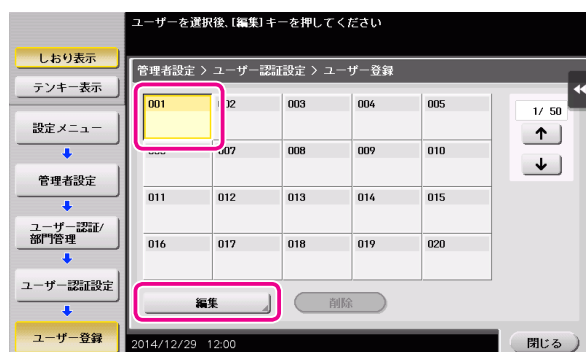 ユーザーを選択後、[編集]キーを押してください
しおり表示
テンキー表示
設定メニュー
管理者設定
ユーザー認証/
部門管理
ユーザー認証設定
ユーザー登録
管理者設定 > ユーザー認証設定 > ユーザー登録
001 002 003 004 005
007 008 009 010
011 012 013 014 015
016 017 018 019 020
1/ 50
編集 削除
2014/12/29 12:00
閉じる